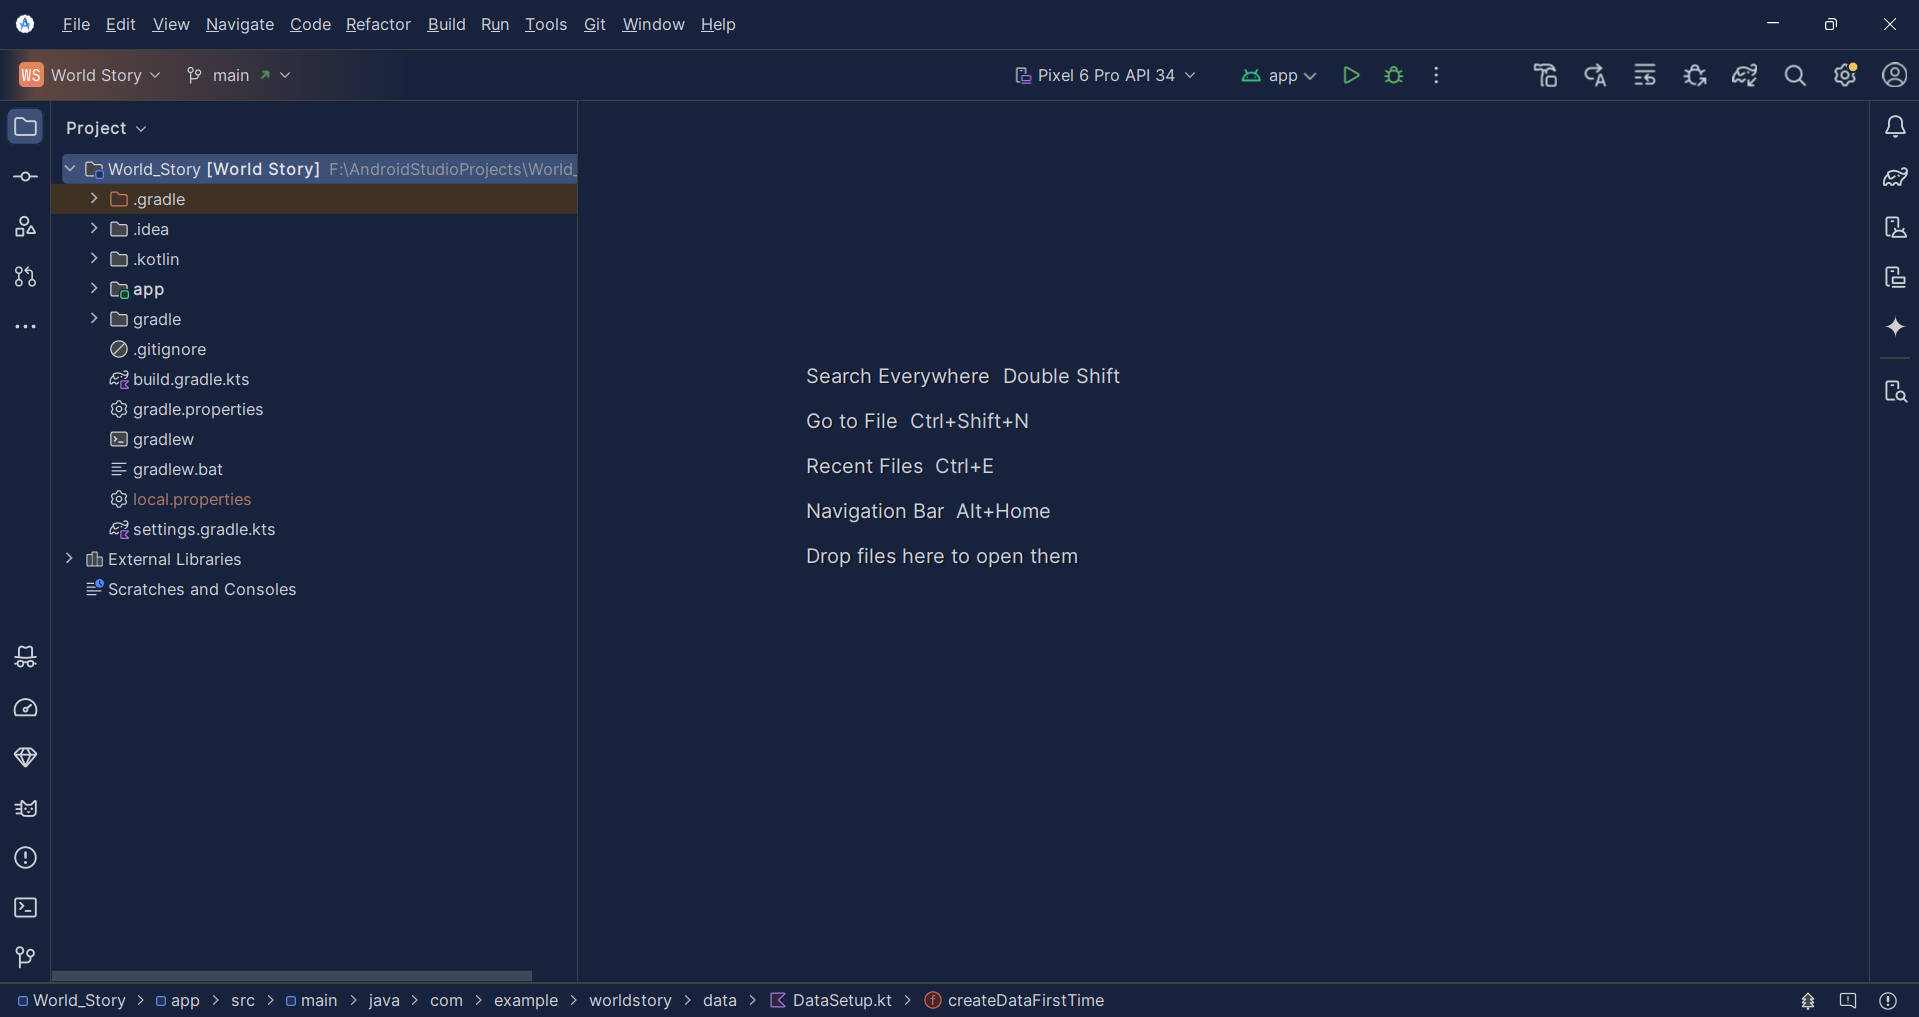 File Edit View Navigate Code Refactor Build Run Tools Git Window Help
WS World Story main Pixel 6 Pro API 34 app
Project
World_Story [World Story] F:\AndroidStudioProjects\World_
.gradle
.idea
.kotlin
app
gradle
.gitignore
build.gradle.kts
gradle.properties
gradlew
gradlew.bat
local.properties
settings.gradle.kts
External Libraries
Scratches and Consoles
Search Everywhere Double Shift
Go to File Ctrl+Shift+N
Recent Files Ctrl+E
Navigation Bar Alt+Home
Drop files here to open them
World_Story > app > src > main > java > com > example > worldstory > data > DataSetup.kt > createDataFirstTime